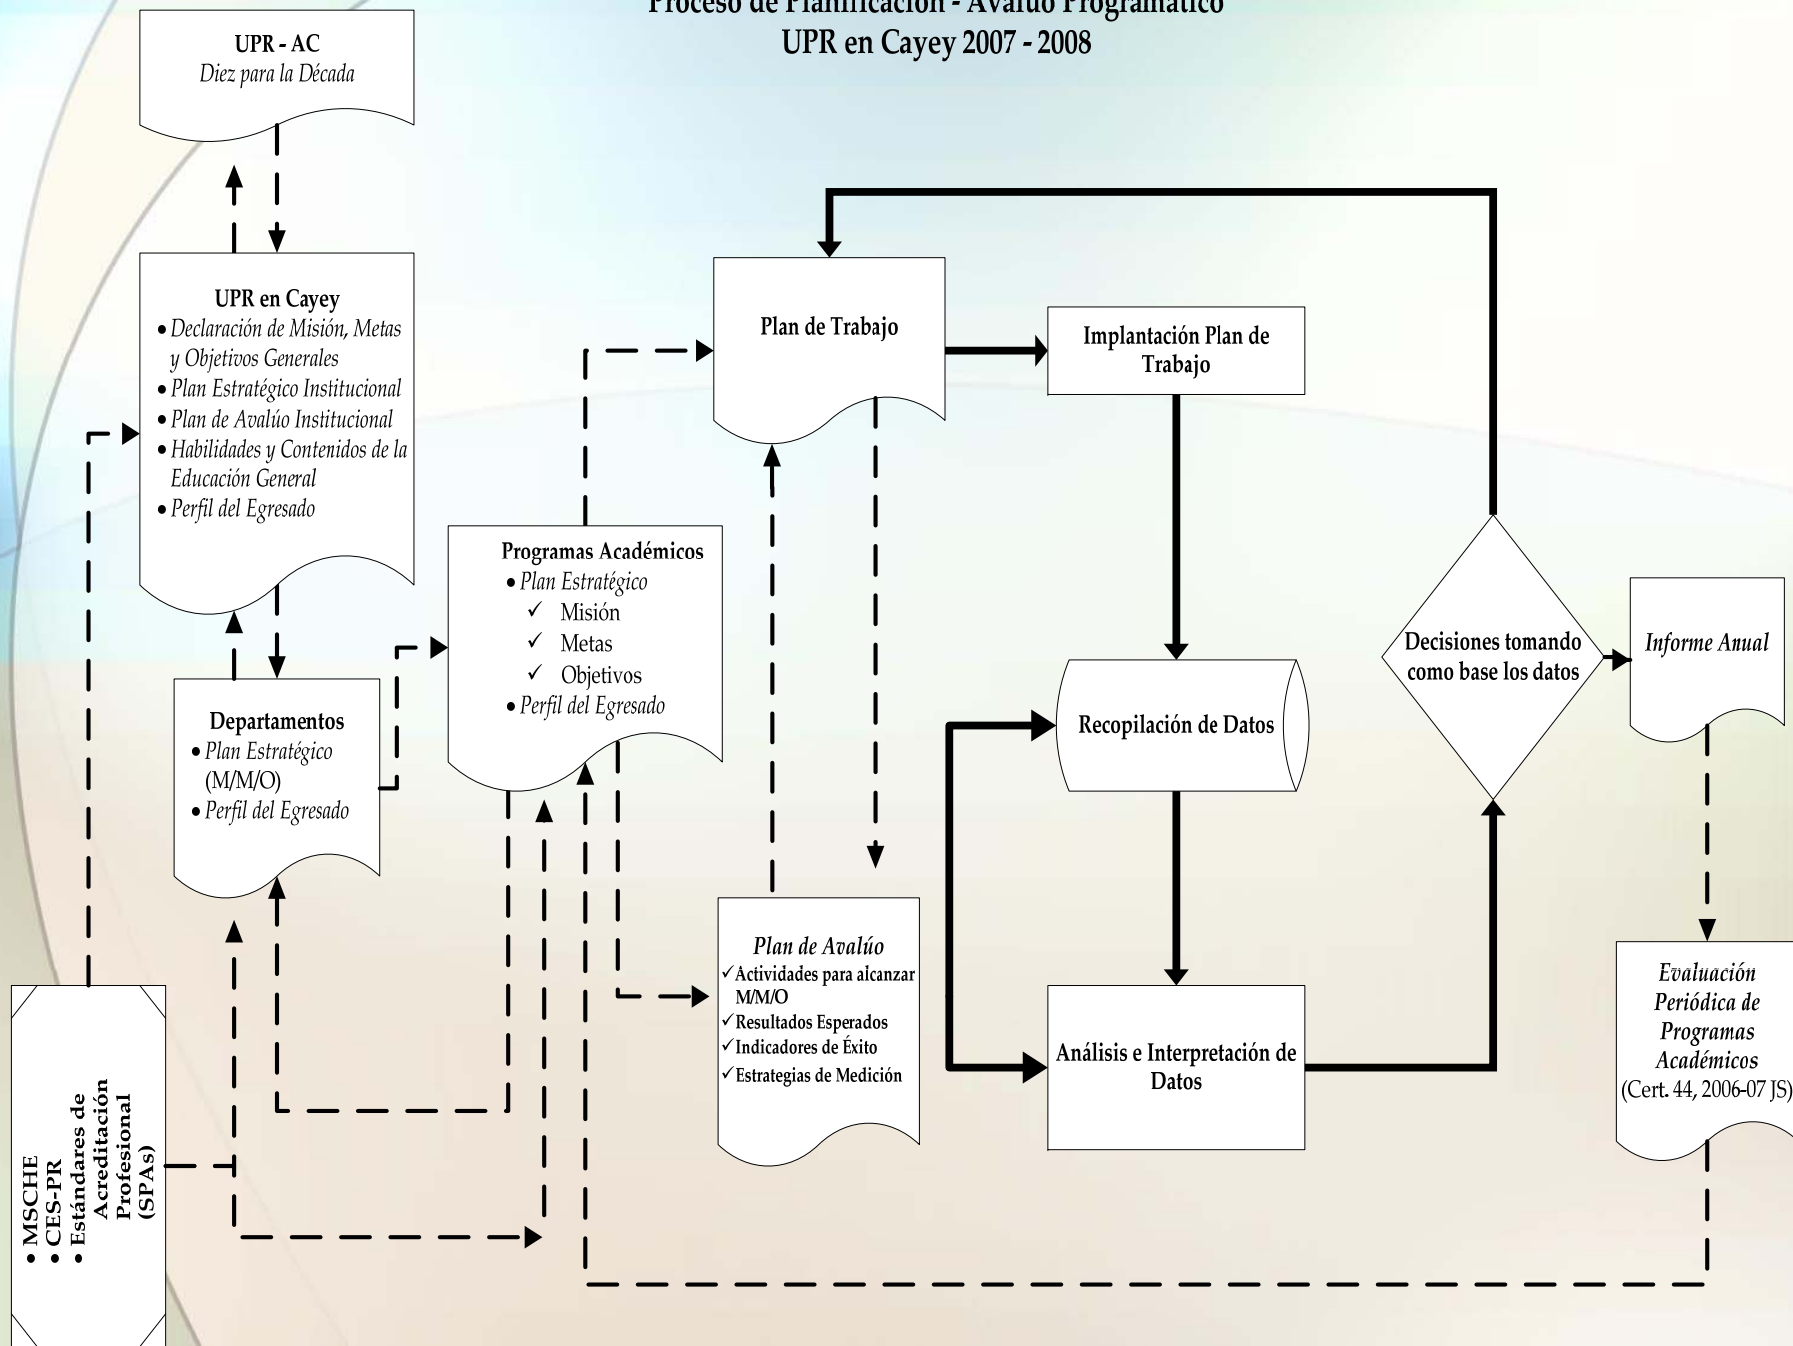 Proceso de Planificación - Avalúo Programático
UPR en Cayey 2007 - 2008
UPR - AC
Diez para la Década
UPR en Cayey
• Declaración de Misión, Metas
y Objetivos Generales
• Plan Estratégico Institucional
• Plan de Avalúo Institucional
• Habilidades y Contenidos de la
Educación General
• Perfil del Egresado
Departamentos
• Plan Estratégico
(M/M/O)
• Perfil del Egresado
• MSCHE
• CES-PR
• Estándares de
Acreditación
Profesional
(SPAs)
Programas Académicos
• Plan Estratégico
✓ Misión
✓ Metas
✓ Objetivos
• Perfil del Egresado
Plan de Trabajo
Plan de Avalúo
✓Actividades para alcanzar
M/M/O
✓Resultados Esperados
✓Indicadores de Éxito
✓Estrategias de Medición
Implantación Plan de
Trabajo
Recopilación de Datos
Análisis e Interpretación de
Datos
Decisiones tomando
como base los datos
Informe Anual
Evaluación
Periódica de
Programas
Académicos
(Cert. 44, 2006-07 JS)